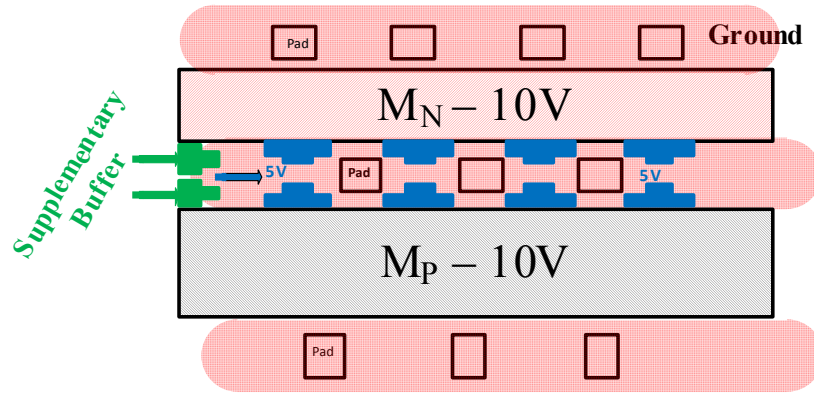 Pad
Ground
M_N – 10V
Supplementary
Buffer
5V
Pad
5V
M_P – 10V
Pad